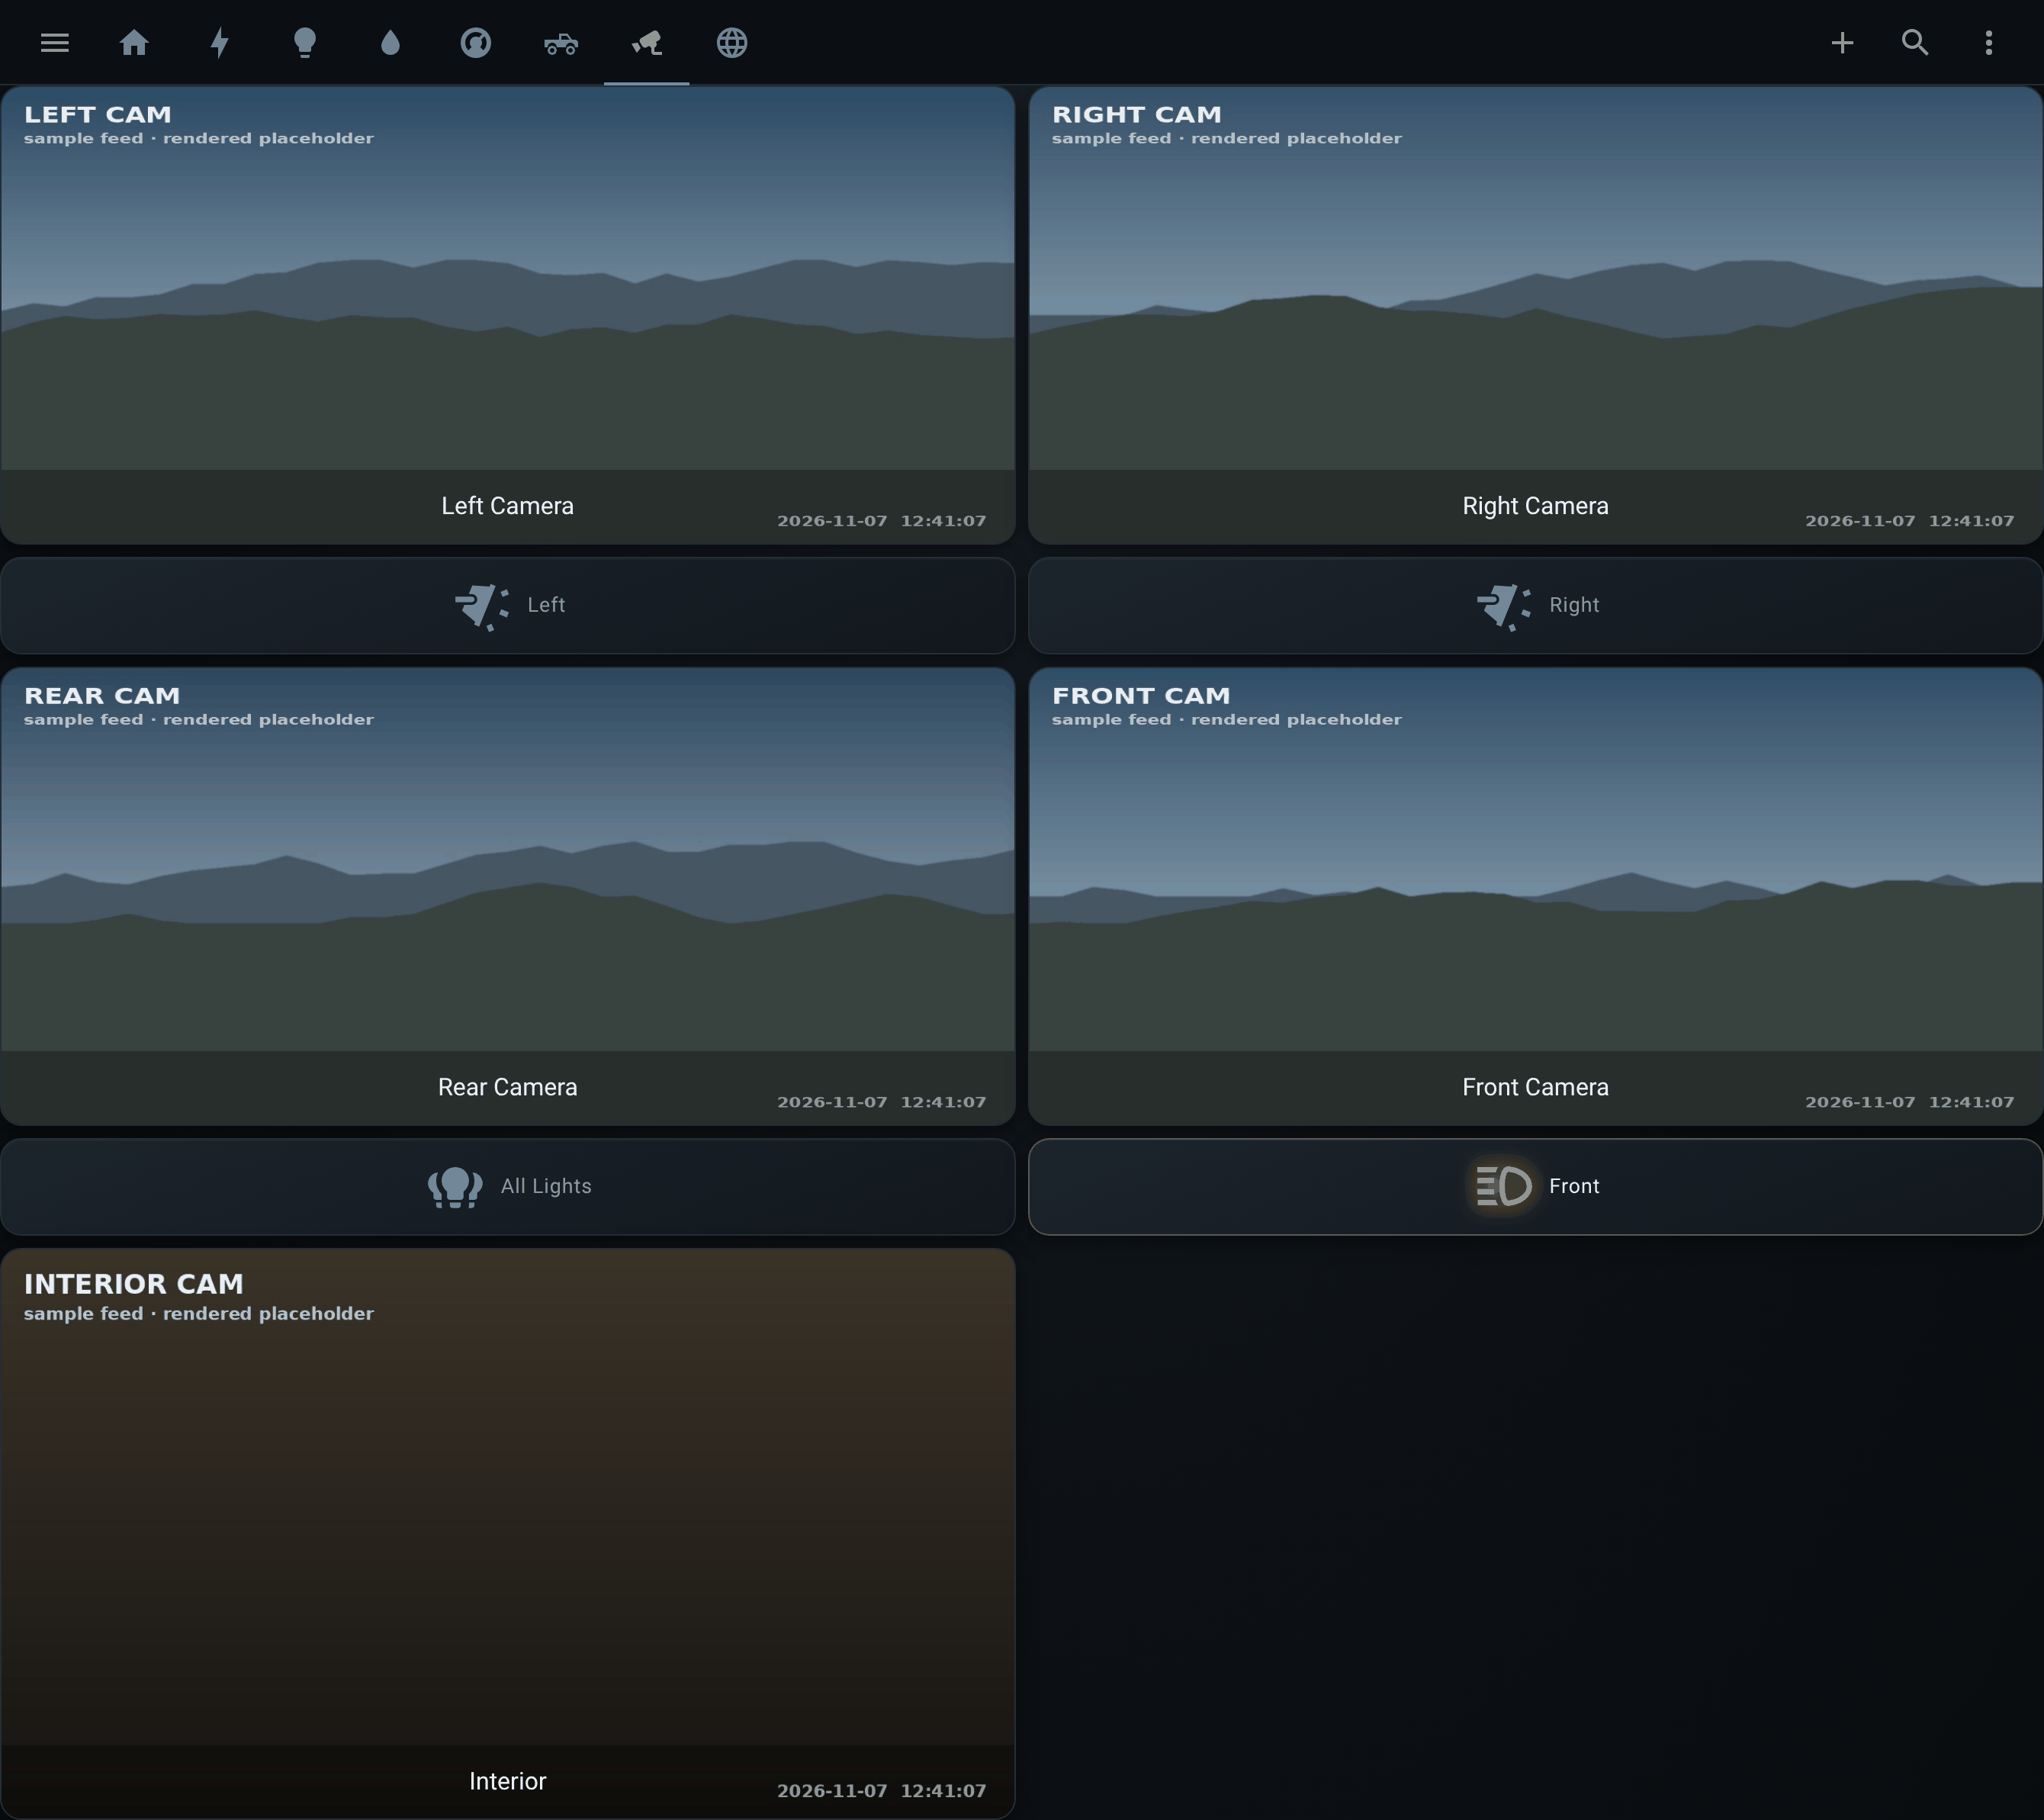 LEFT CAM
sample feed · rendered placeholder
Left Camera
2026-11-07 12:41:07
RIGHT CAM
sample feed · rendered placeholder
Right Camera
2026-11-07 12:41:07
Left
Right
REAR CAM
sample feed · rendered placeholder
Rear Camera
2026-11-07 12:41:07
FRONT CAM
sample feed · rendered placeholder
Front Camera
2026-11-07 12:41:07
All Lights
Front
INTERIOR CAM
sample feed · rendered placeholder
Interior
2026-11-07 12:41:07